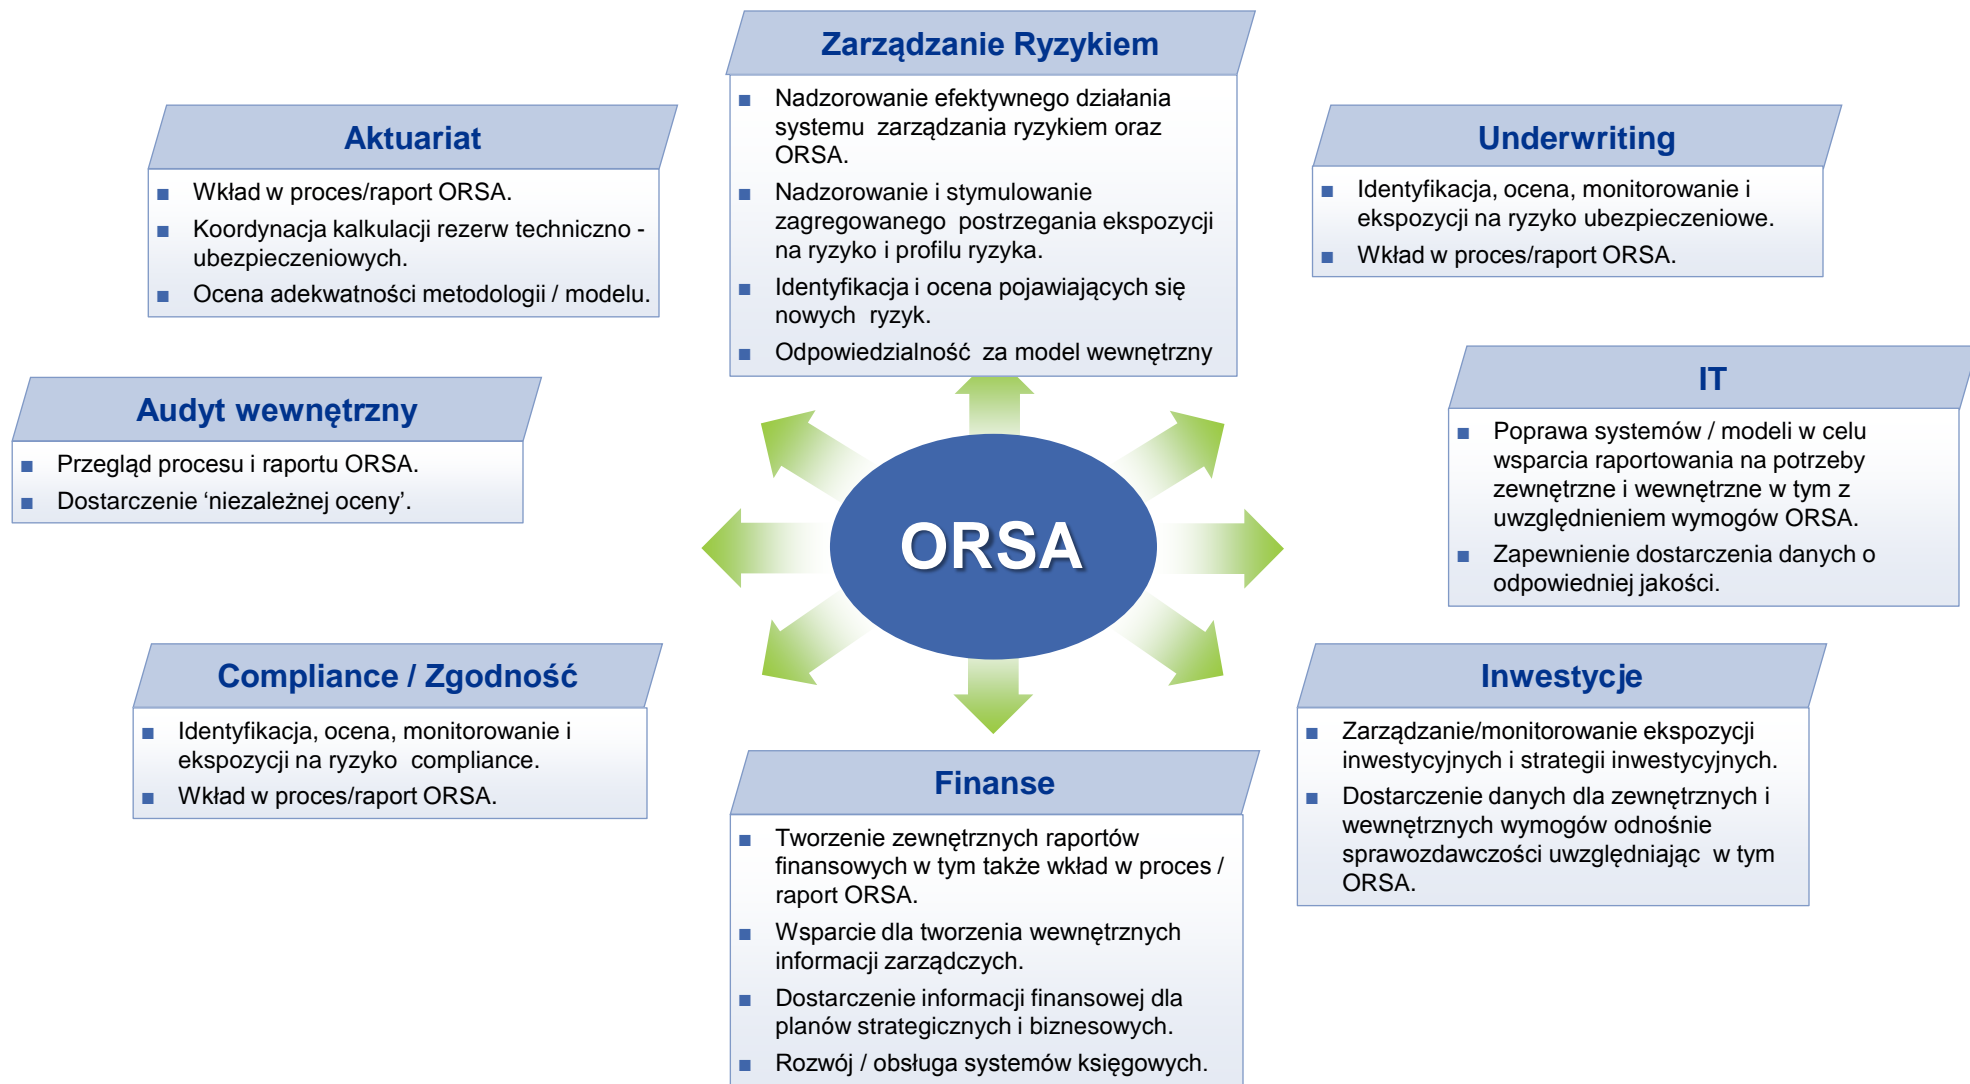 Zarządzanie Ryzykiem
■ Nadzorowanie efektywnego działania
systemu zarządzania ryzykiem oraz
ORSA.
■ Nadzorowanie i stymulowanie
zagregowanego postrzegania ekspozycji
na ryzyko i profilu ryzyka.
■ Identyfikacja i ocena pojawiających się
nowych ryzyk.
■ Odpowiedzialność za model wewnętrzny
Aktuariat
■ Wkład w proces/raport ORSA.
■ Koordynacja kalkulacji rezerw techniczno -
ubezpieczeniowych.
■ Ocena adekwatności metodologii / modelu.
Underwriting
■ Identyfikacja, ocena, monitorowanie i
ekspozycji na ryzyko ubezpieczeniowe.
■ Wkład w proces/raport ORSA.
Audyt wewnętrzny
■ Przegląd procesu i raportu ORSA.
■ Dostarczenie ‘niezależnej oceny’.
ORSA
IT
■ Poprawa systemów / modeli w celu
wsparcia raportowania na potrzeby
zewnętrzne i wewnętrzne w tym z
uwzględnieniem wymogów ORSA.
■ Zapewnienie dostarczenia danych o
odpowiedniej jakości.
Compliance / Zgodność
■ Identyfikacja, ocena, monitorowanie i
ekspozycji na ryzyko compliance.
■ Wkład w proces/raport ORSA.
Finanse
■ Tworzenie zewnętrznych raportów
finansowych w tym także wkład w proces /
raport ORSA.
■ Wsparcie dla tworzenia wewnętrznych
informacji zarządczych.
■ Dostarczenie informacji finansowej dla
planów strategicznych i biznesowych.
■ Rozwój / obsługa systemów księgowych.
Inwestycje
■ Zarządzanie/monitorowanie ekspozycji
inwestycyjnych i strategii inwestycyjnych.
■ Dostarczenie danych dla zewnętrznych i
wewnętrznych wymogów odnośnie
sprawozdawczości uwzględniając w tym
ORSA.